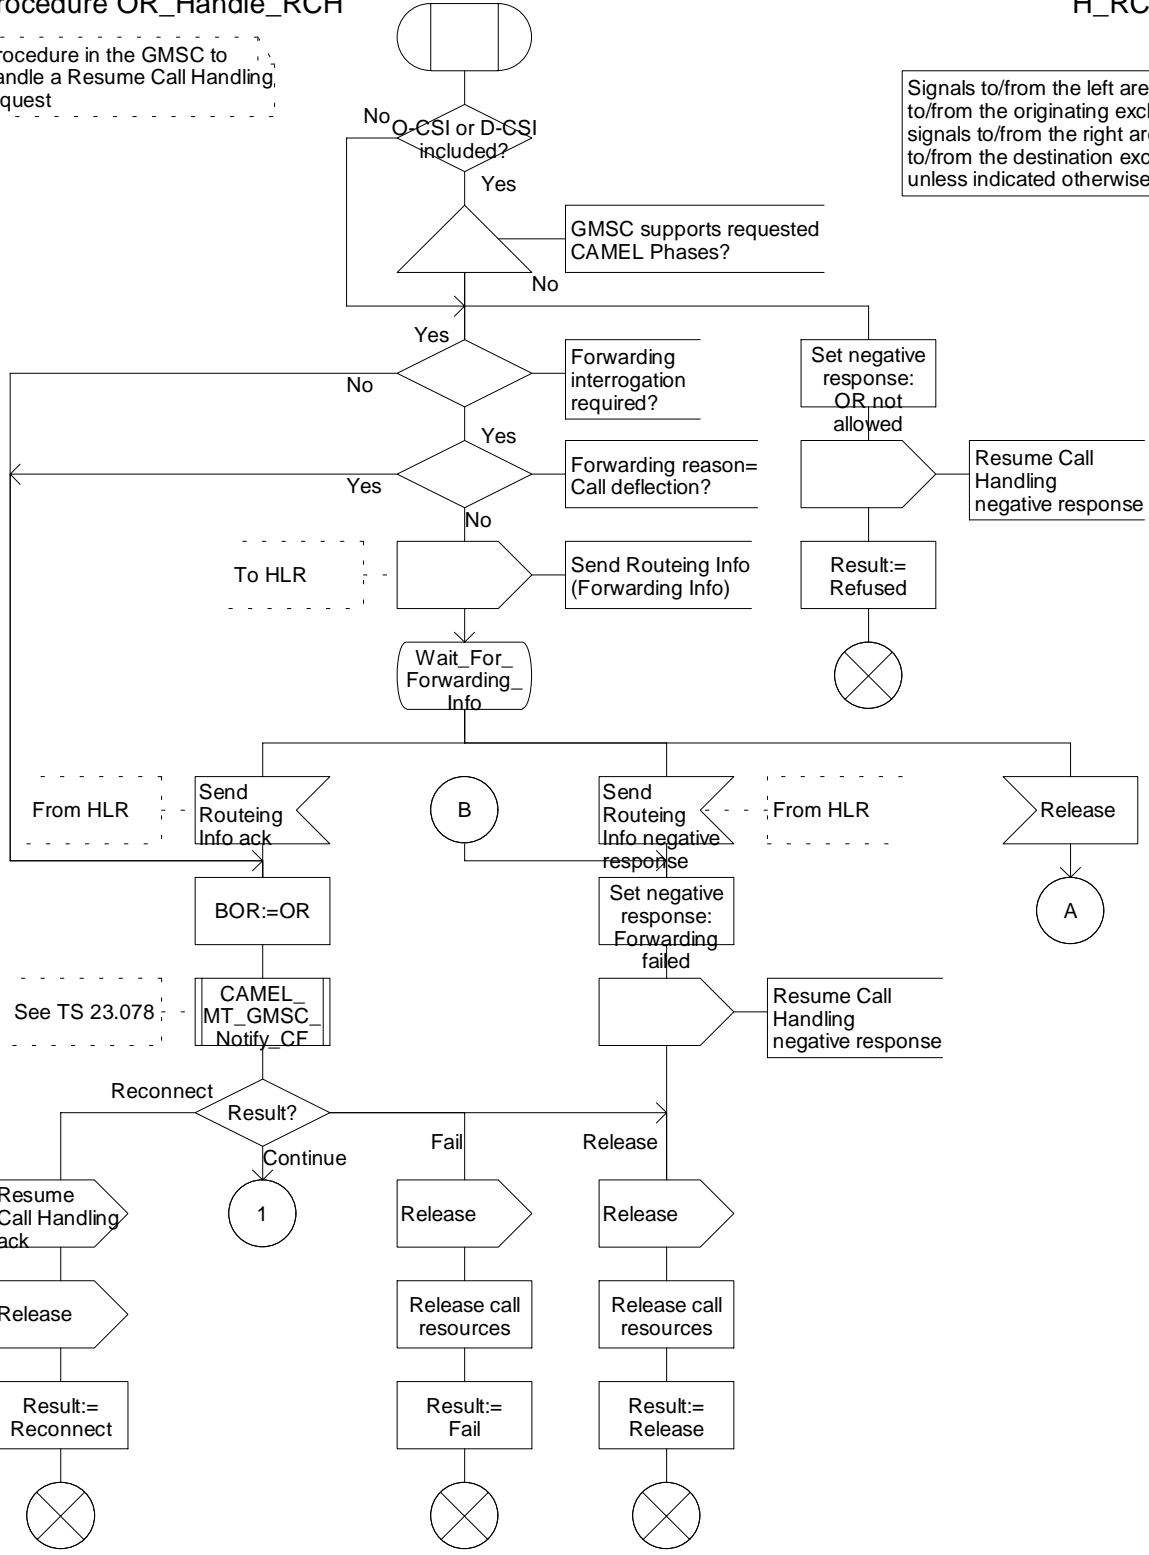 rocedure OR_Handle_RCH
H_RC
rocedure in the GMSC to
andle a Resume Call Handling
quest
Signals to/from the left are
to/from the originating exc
signals to/from the right ar
to/from the destination exc
unless indicated otherwise
No
O-CSI or D-CSI
included?
Yes
GMSC supports requested
CAMEL Phases?
No
Yes
Forwarding
interrogation
required?
No
Set negative
response:
OR not
allowed
Yes
Forwarding reason=
Call deflection?
Yes
No
Resume Call
Handling
negative response
To HLR
Send Routeing Info
(Forwarding Info)
Result:=
Refused
Wait_For_
Forwarding_
Info
From HLR
Send
Routeing
Info ack
B
Send
Routeing
Info negative
response
From HLR
Release
A
BOR:=OR
Set negative
response:
Forwarding
failed
See TS 23.078
CAMEL_
MT_GMSC_
Notify_CF
Resume Call
Handling
negative response
Reconnect
Result?
Continue
Fail
Release
Resume
Call Handling
ack
1
Release
Release
Release
Release call
resources
Release call
resources
Result:=
Reconnect
Result:=
Fail
Result:=
Release